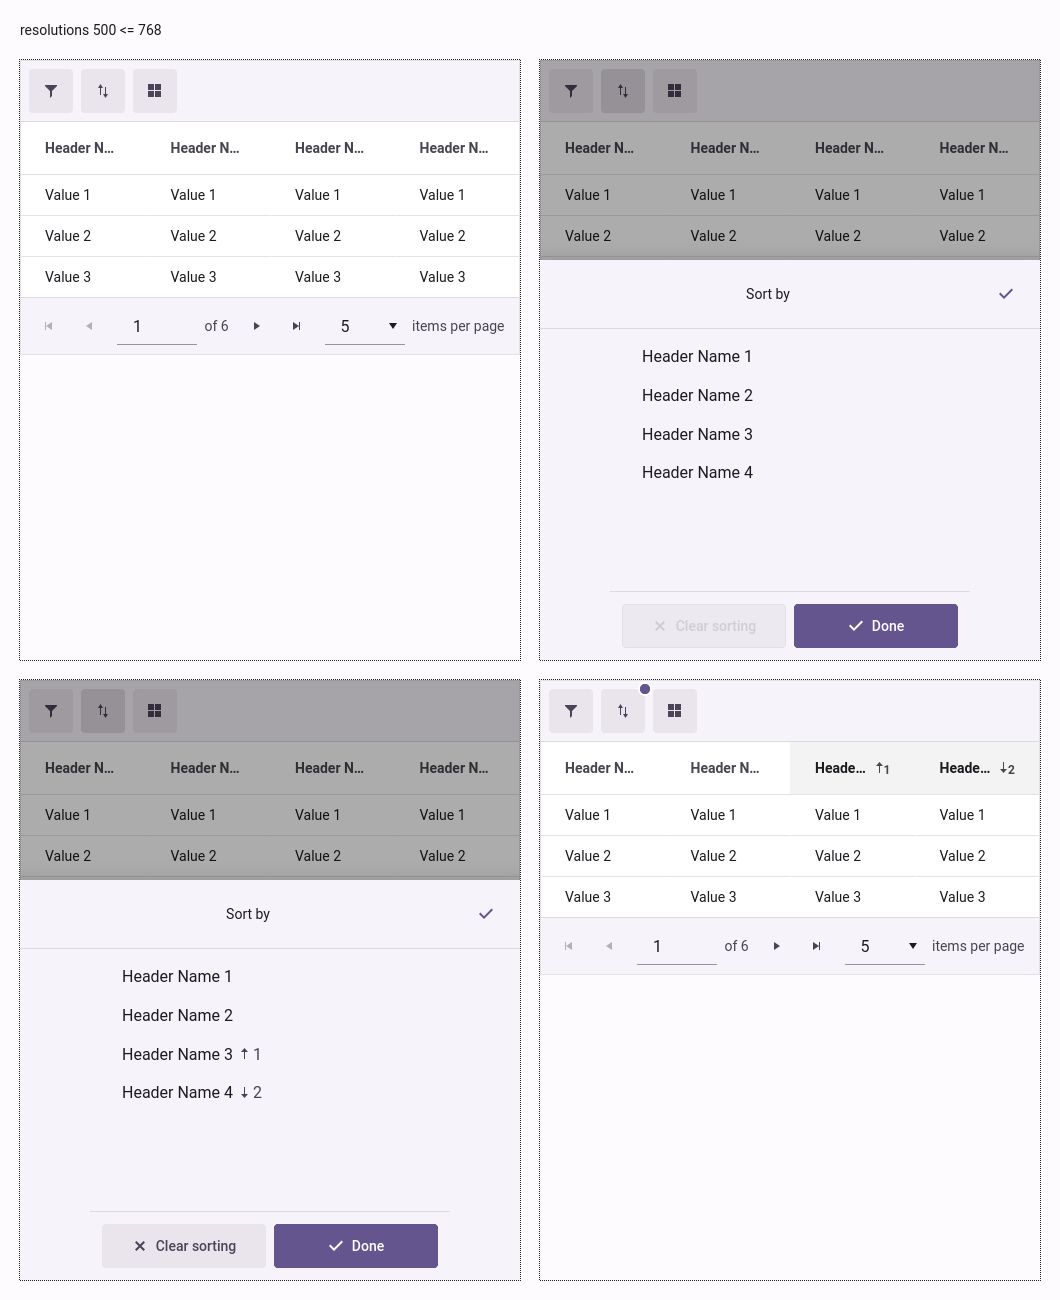 resolutions 500 <= 768
Header N... Header N... Header N... Header N...
Value 1 Value 1 Value 1 Value 1
Value 2 Value 2 Value 2 Value 2
Value 3 Value 3 Value 3 Value 3
1 of 6 5 items per page
Header N... Header N... Header N... Header N...
Value 1 Value 1 Value 1 Value 1
Value 2 Value 2 Value 2 Value 2
Sort by
Header Name 1
Header Name 2
Header Name 3
Header Name 4
Clear sorting Done
Header N... Header N... Header N... Header N...
Value 1 Value 1 Value 1 Value 1
Value 2 Value 2 Value 2 Value 2
Sort by
Header Name 1
Header Name 2
Header Name 3 ↑ 1
Header Name 4 ↓ 2
Clear sorting Done
Header N... Header N... Heade... ↑1 Heade... ↓2
Value 1 Value 1 Value 1 Value 1
Value 2 Value 2 Value 2 Value 2
Value 3 Value 3 Value 3 Value 3
1 of 6 5 items per page